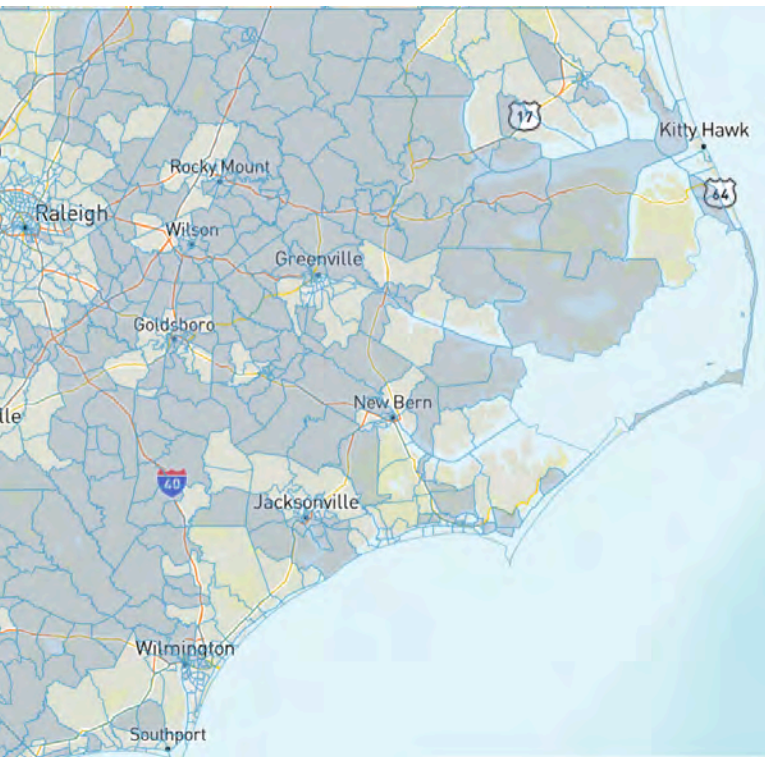 17
Kitty Hawk
Rocky Mount
64
Raleigh
Wilson
Greenville
Goldsboro
New Bern
lle
40
Jacksonville
Wilmington
Southport